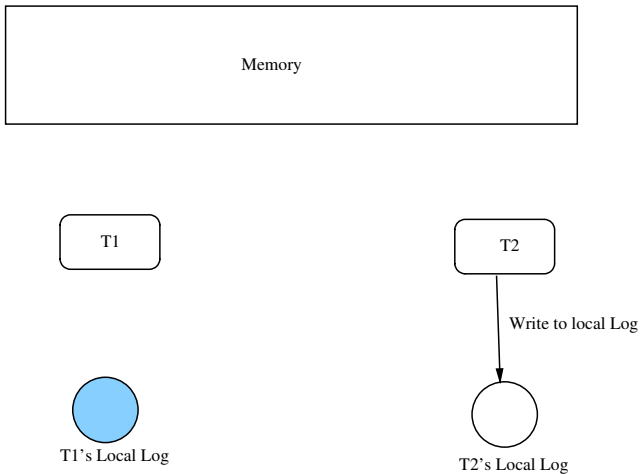 Memory
T1
T2
Write to local Log
T1's Local Log
T2's Local Log